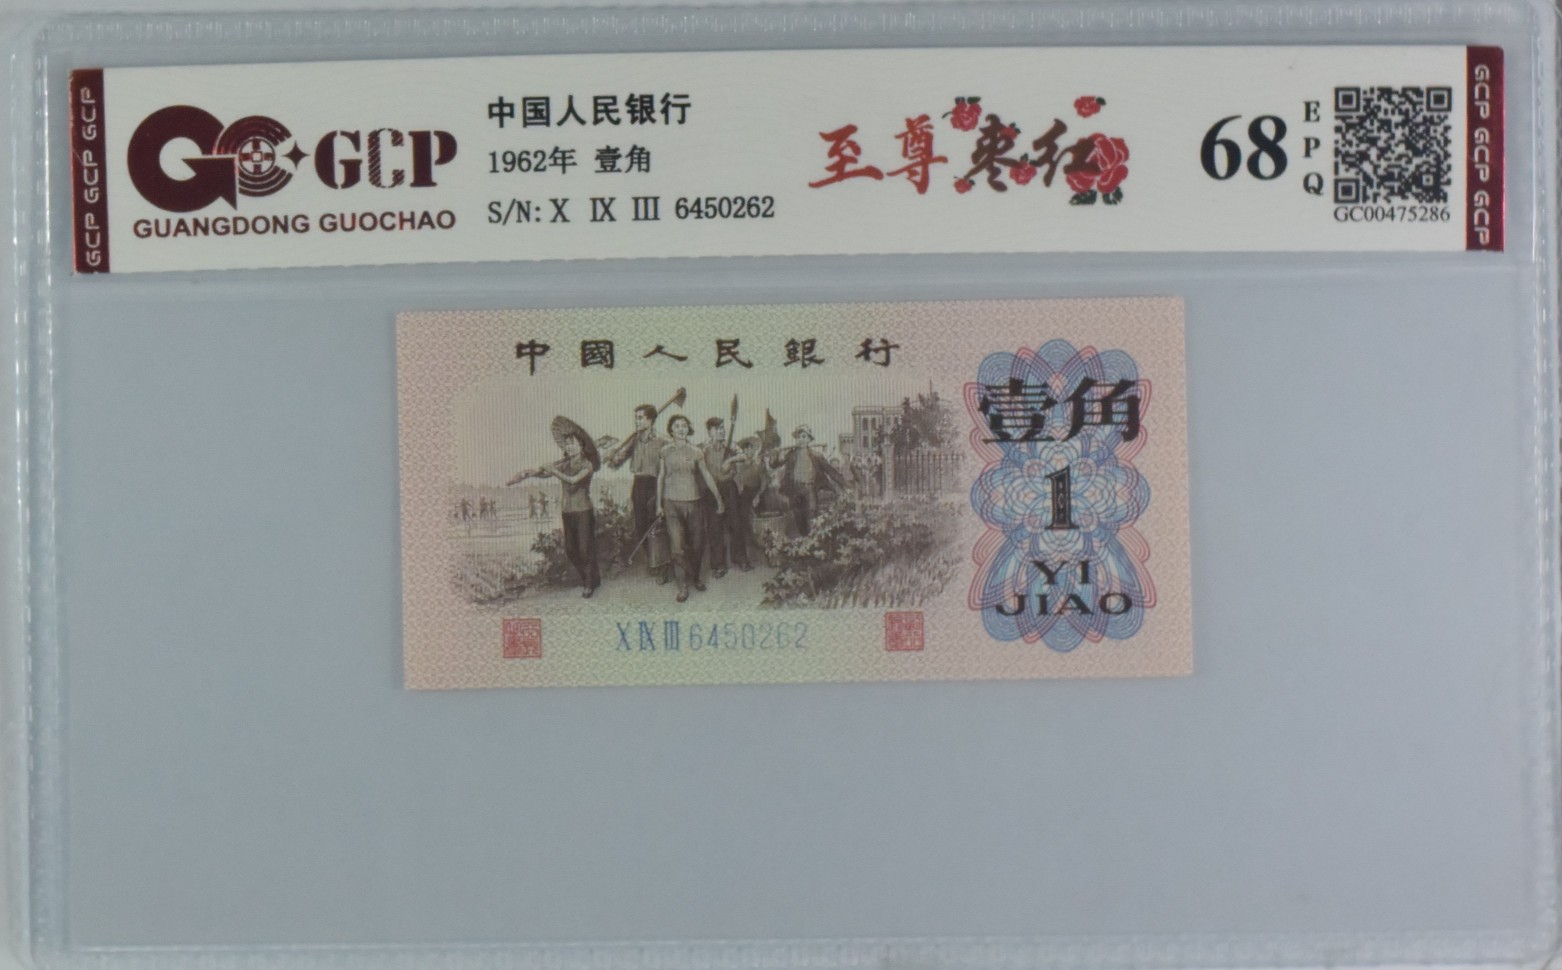 GCP GCP GCP
GCP
GUANGDONG GUOCHAO
中国人民银行
1962年 壹角
S/N: X IX III 6450262
至尊枣红
68
EPQ
GC00475286
GCP GCP GCP
中國人民銀行
壹角
1
YI
JIAO
X IX III 6450262